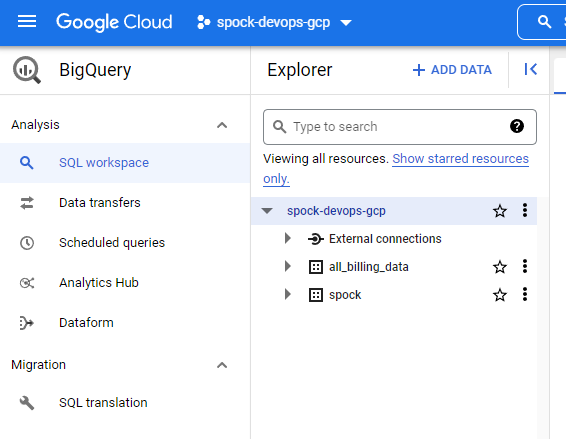 Google Cloud
spock-devops-gcp
BigQuery
Analysis
SQL workspace
Data transfers
Scheduled queries
Analytics Hub
Dataform
Migration
SQL translation
Explorer
+ ADD DATA
Type to search
?
Viewing all resources. Show starred resources
only.
spock-devops-gcp
External connections
all_billing_data
spock